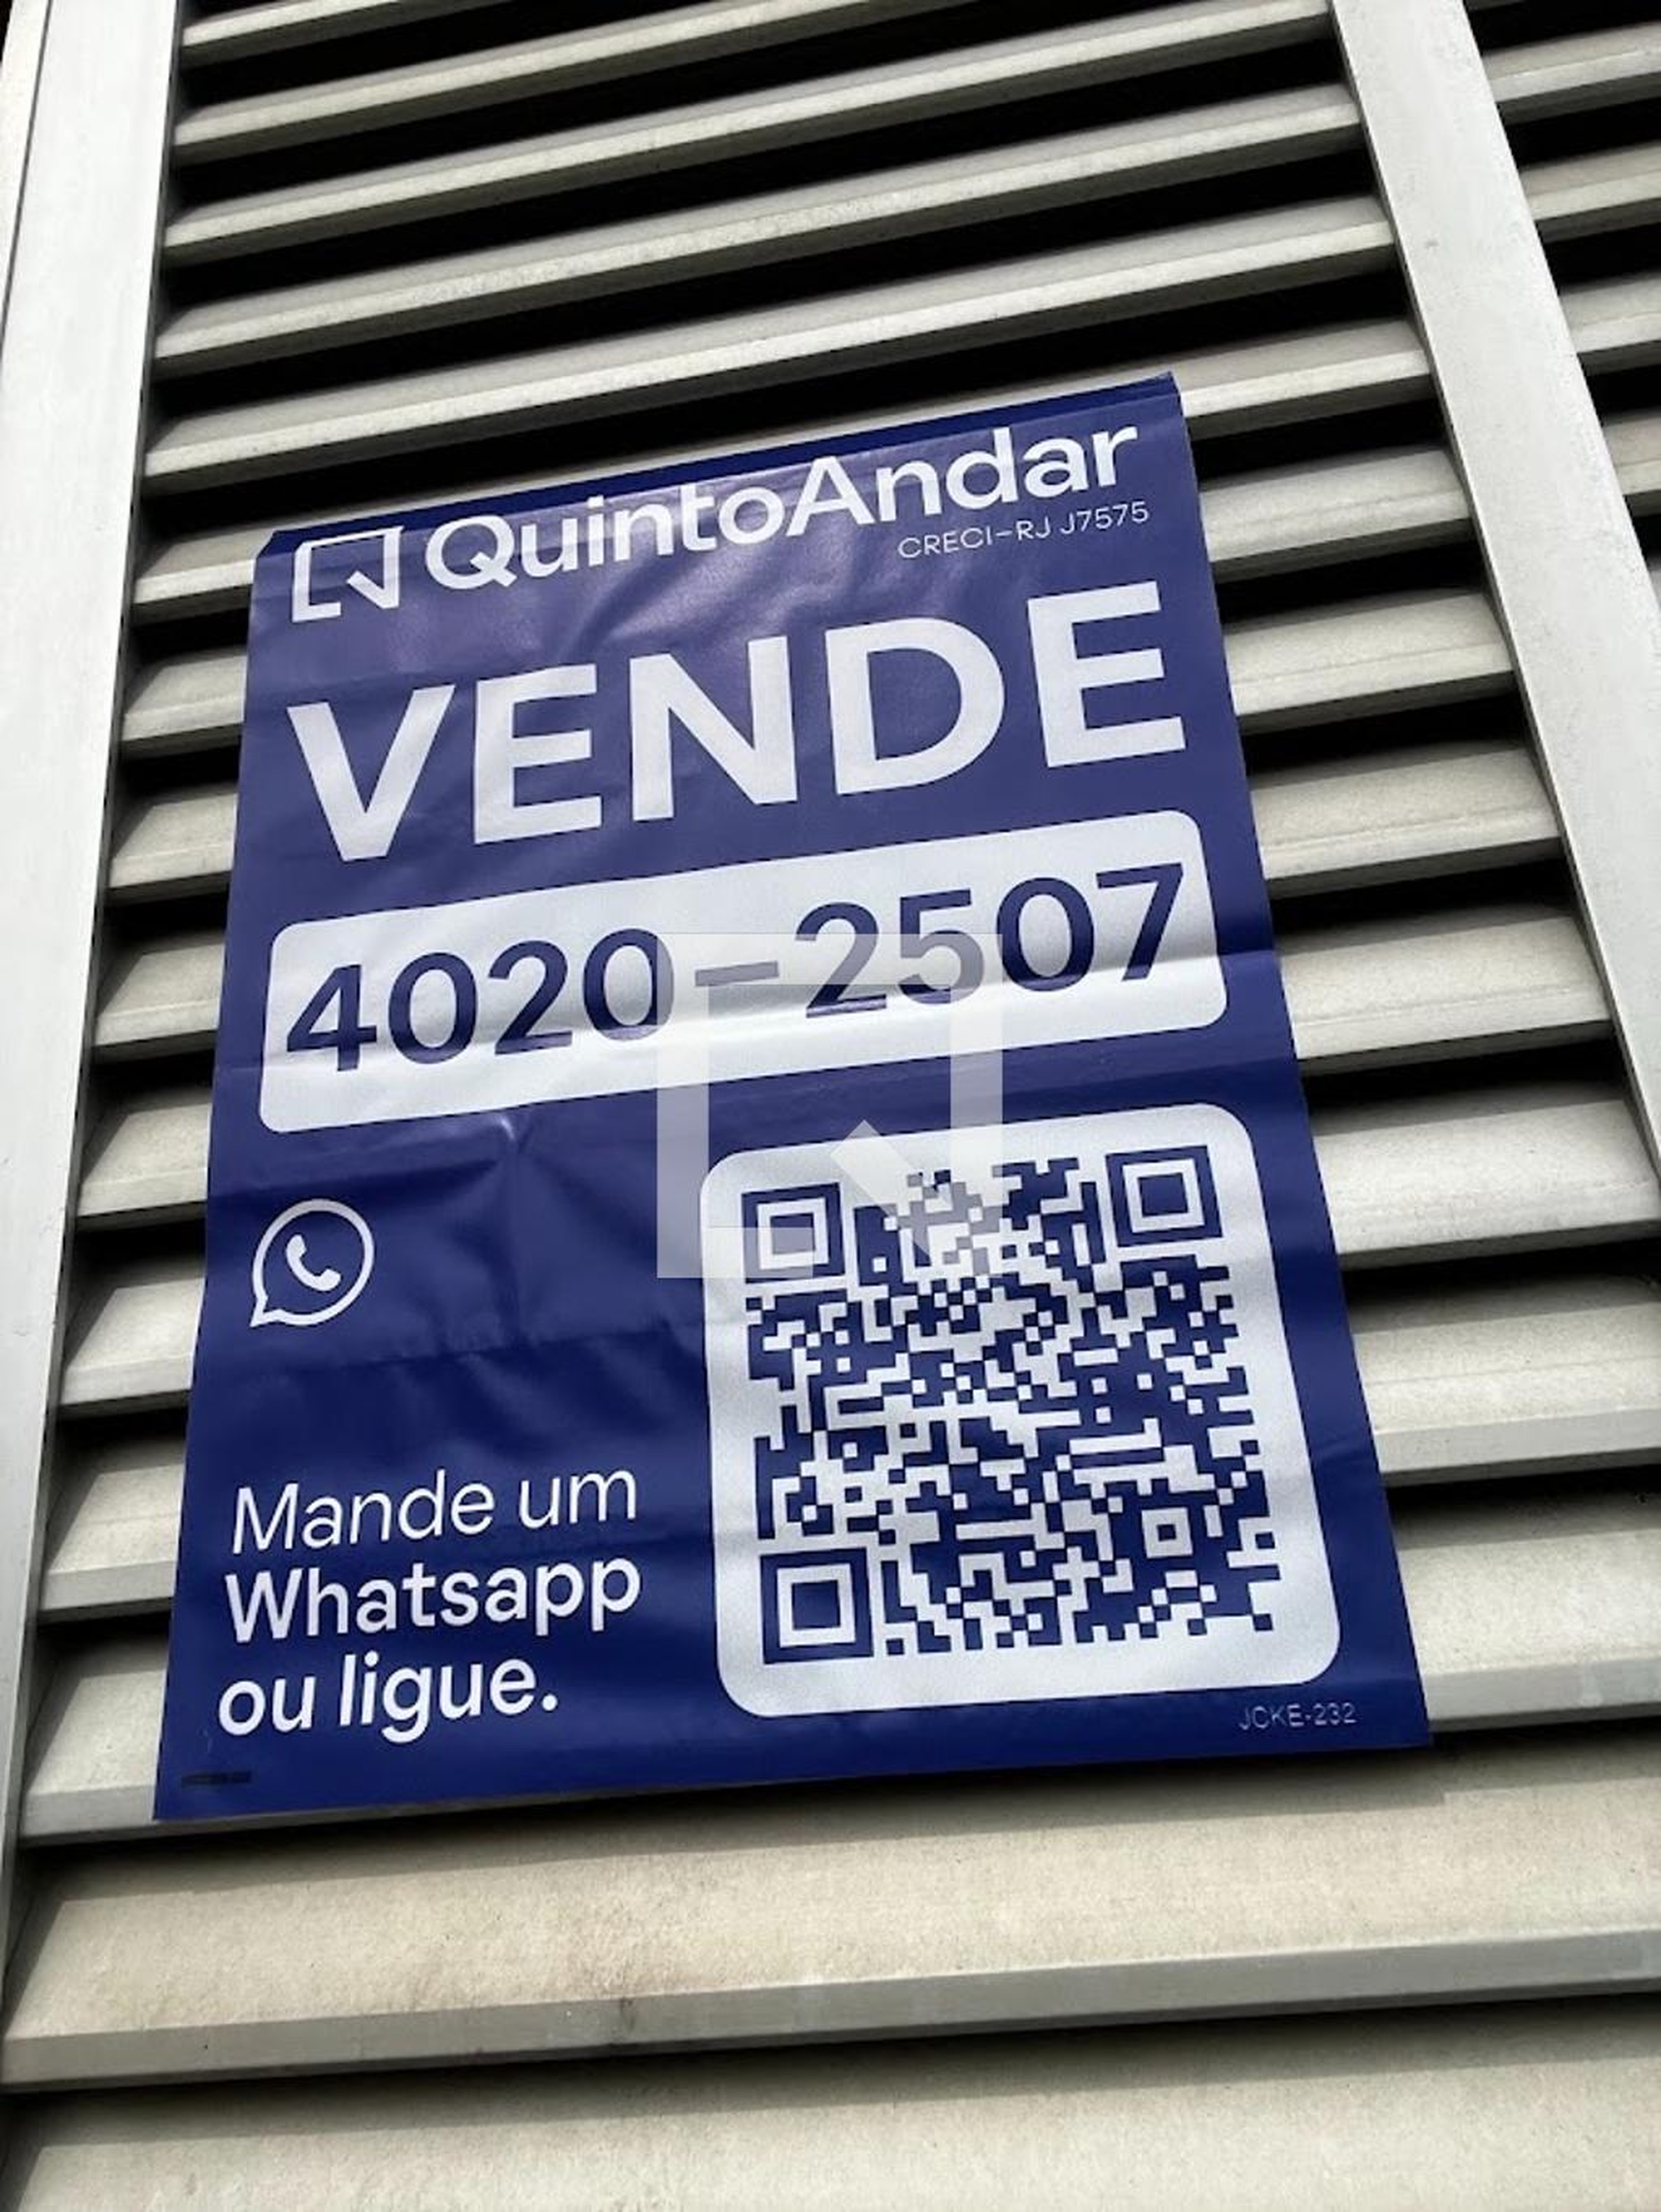 QuintoAndar
CRECI-RJ J7575
VENDE
4020-2507
Mande um
Whatsapp
ou ligue.
JCKE-232